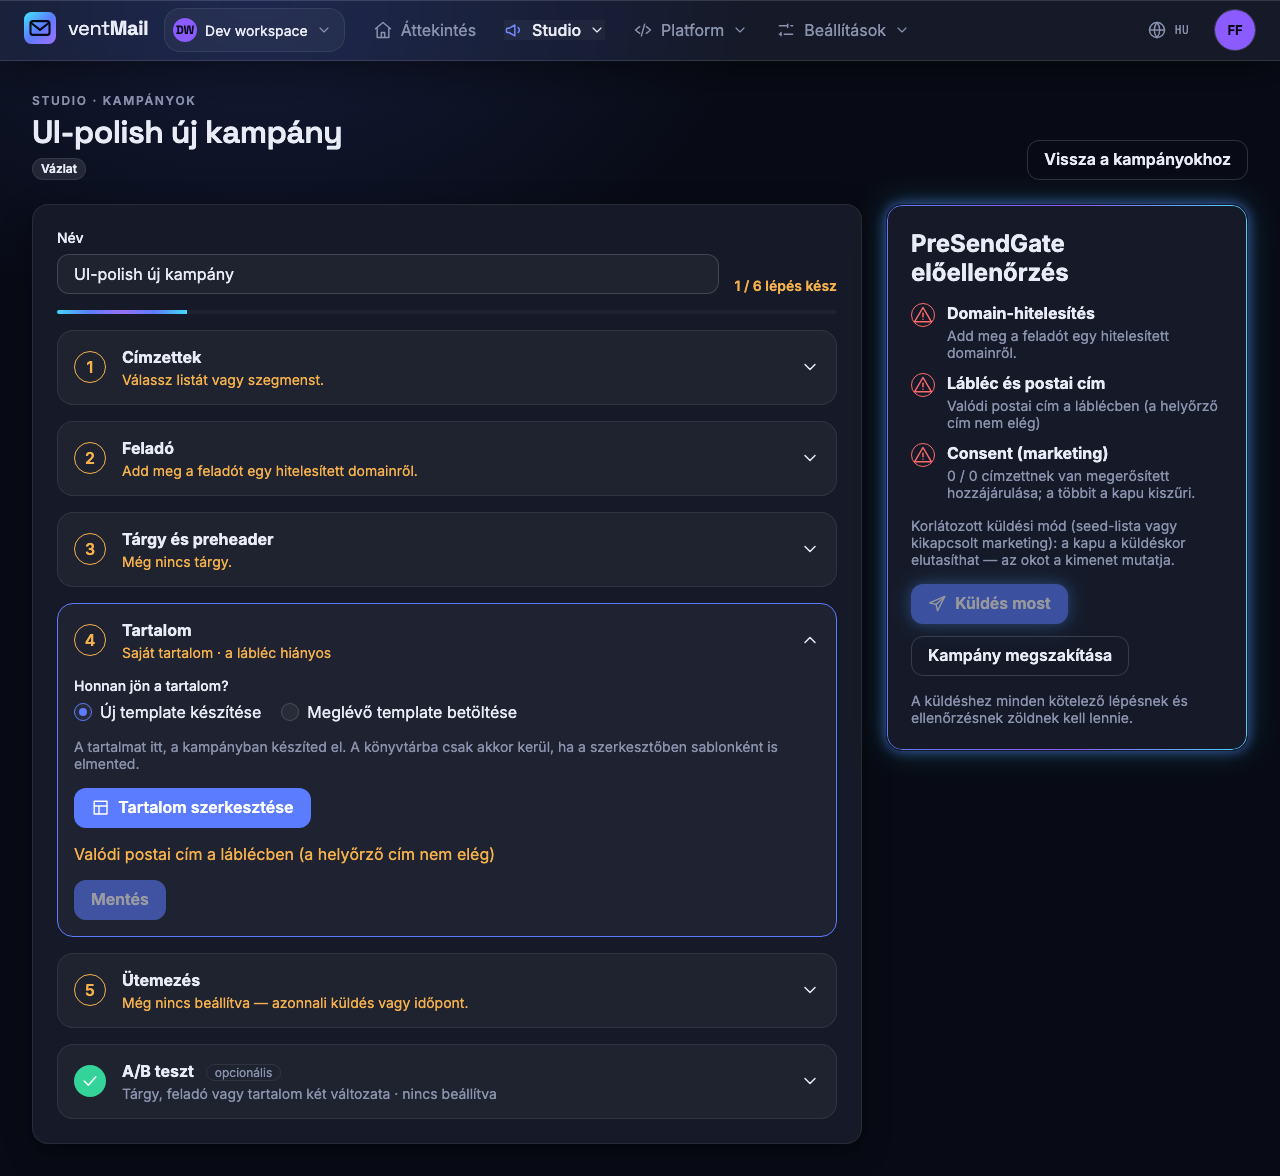 ventMail
DW Dev workspace
Áttekintés
Studio
Platform
Beállítások
HU
FF
STUDIO · KAMPÁNYOK
UI-polish új kampány
Vázlat
Vissza a kampányokhoz
Név
UI-polish új kampány
1 / 6 lépés kész
1
Címzettek
Válassz listát vagy szegmenst.
2
Feladó
Add meg a feladót egy hitelesített domainről.
3
Tárgy és preheader
Még nincs tárgy.
4
Tartalom
Saját tartalom · a lábléc hiányos
Honnan jön a tartalom?
Új template készítése
Meglévő template betöltése
A tartalmat itt, a kampányban készíted el. A könyvtárba csak akkor kerül, ha a szerkesztőben sablonként is
elmented.
Tartalom szerkesztése
Valódi postai cím a láblécben (a helyőrző cím nem elég)
Mentés
5
Ütemezés
Még nincs beállítva — azonnali küldés vagy időpont.
A/B teszt opcionális
Tárgy, feladó vagy tartalom két változata · nincs beállítva
PreSendGate
előellenőrzés
Domain-hitelesítés
Add meg a feladót egy hitelesített
domainről.
Lábléc és postai cím
Valódi postai cím a láblécben (a helyőrző
cím nem elég)
Consent (marketing)
0 / 0 címzettnek van megerősített
hozzájárulása; a többit a kapu kiszűri.
Korlátozott küldési mód (seed-lista vagy
kikapcsolt marketing): a kapu a küldéskor
elutasíthat — az okot a kimenet mutatja.
Küldés most
Kampány megszakítása
A küldéshez minden kötelező lépésnek és
ellenőrzésnek zöldnek kell lennie.